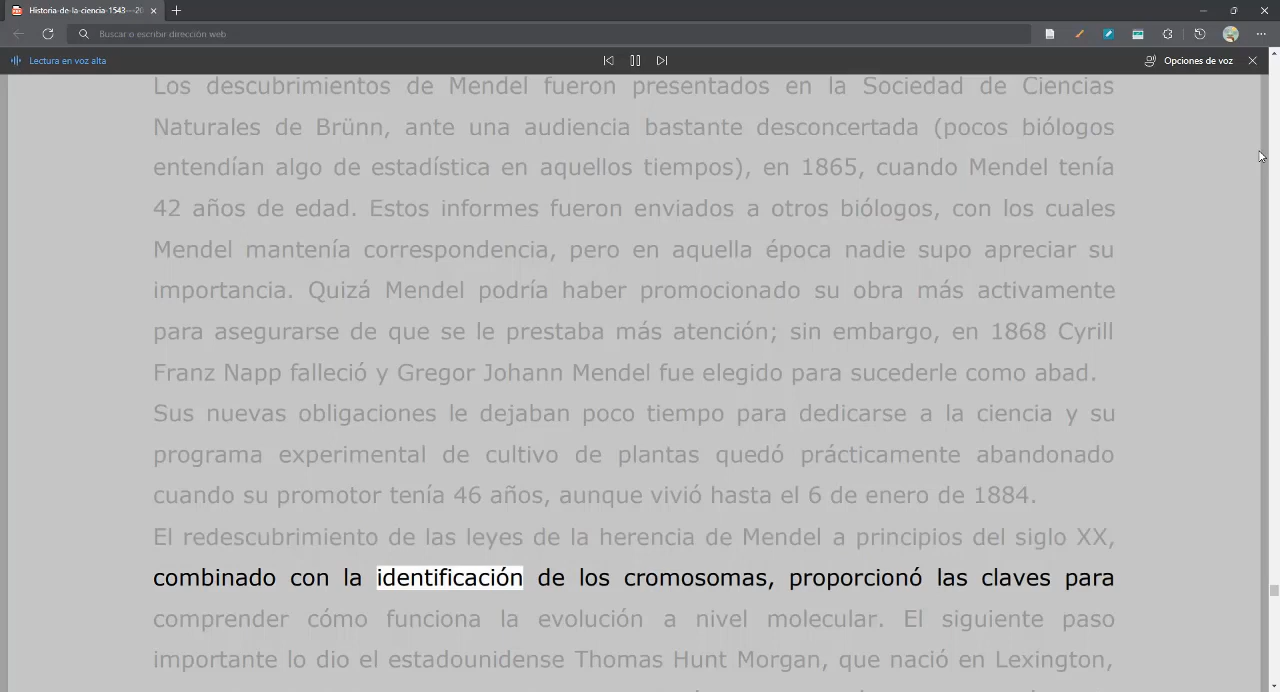 Historia-de-la-ciencia-1543---20
Buscar o escribir dirección web
Lectura en voz alta
Opciones de voz
Los descubrimientos de Mendel fueron presentados en la Sociedad de Ciencias
Naturales de Brünn, ante una audiencia bastante desconcertada (pocos biólogos
entendían algo de estadística en aquellos tiempos), en 1865, cuando Mendel tenía
42 años de edad. Estos informes fueron enviados a otros biólogos, con los cuales
Mendel mantenía correspondencia, pero en aquella época nadie supo apreciar su
importancia. Quizá Mendel podría haber promocionado su obra más activamente
para asegurarse de que se le prestaba más atención; sin embargo, en 1868 Cyrill
Franz Napp falleció y Gregor Johann Mendel fue elegido para sucederle como abad.
Sus nuevas obligaciones le dejaban poco tiempo para dedicarse a la ciencia y su
programa experimental de cultivo de plantas quedó prácticamente abandonado
cuando su promotor tenía 46 años, aunque vivió hasta el 6 de enero de 1884.
El redescubrimiento de las leyes de la herencia de Mendel a principios del siglo XX,
combinado con la identificación de los cromosomas, proporcionó las claves para
comprender cómo funciona la evolución a nivel molecular. El siguiente paso
importante lo dio el estadounidense Thomas Hunt Morgan, que nació en Lexington,